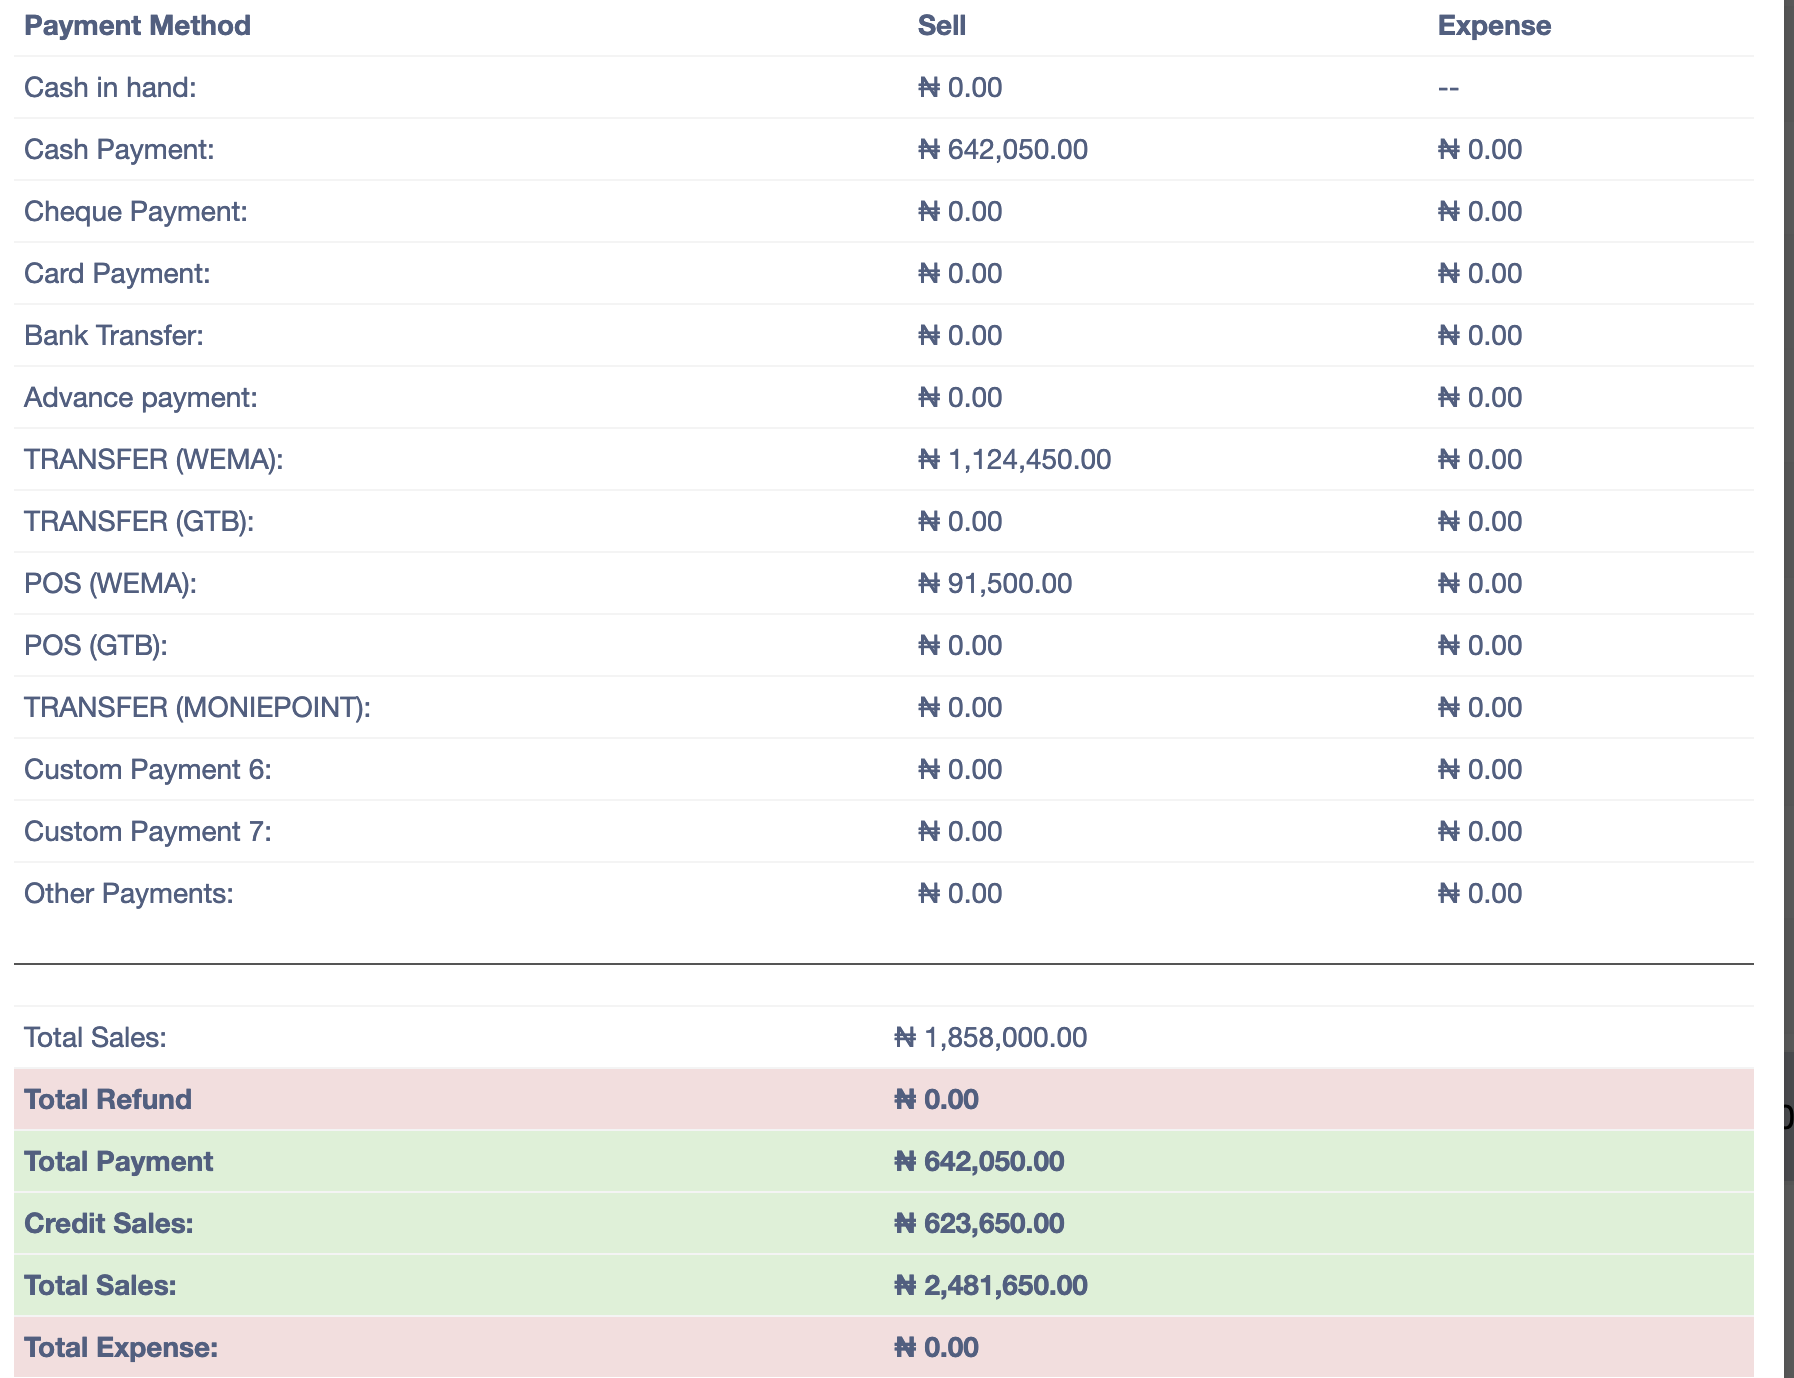 Payment Method Sell Expense
Cash in hand: ₦ 0.00 --
Cash Payment: ₦ 642,050.00 ₦ 0.00
Cheque Payment: ₦ 0.00 ₦ 0.00
Card Payment: ₦ 0.00 ₦ 0.00
Bank Transfer: ₦ 0.00 ₦ 0.00
Advance payment: ₦ 0.00 ₦ 0.00
TRANSFER (WEMA): ₦ 1,124,450.00 ₦ 0.00
TRANSFER (GTB): ₦ 0.00 ₦ 0.00
POS (WEMA): ₦ 91,500.00 ₦ 0.00
POS (GTB): ₦ 0.00 ₦ 0.00
TRANSFER (MONIEPOINT): ₦ 0.00 ₦ 0.00
Custom Payment 6: ₦ 0.00 ₦ 0.00
Custom Payment 7: ₦ 0.00 ₦ 0.00
Other Payments: ₦ 0.00 ₦ 0.00
Total Sales: ₦ 1,858,000.00
Total Refund ₦ 0.00
Total Payment ₦ 642,050.00
Credit Sales: ₦ 623,650.00
Total Sales: ₦ 2,481,650.00
Total Expense: ₦ 0.00